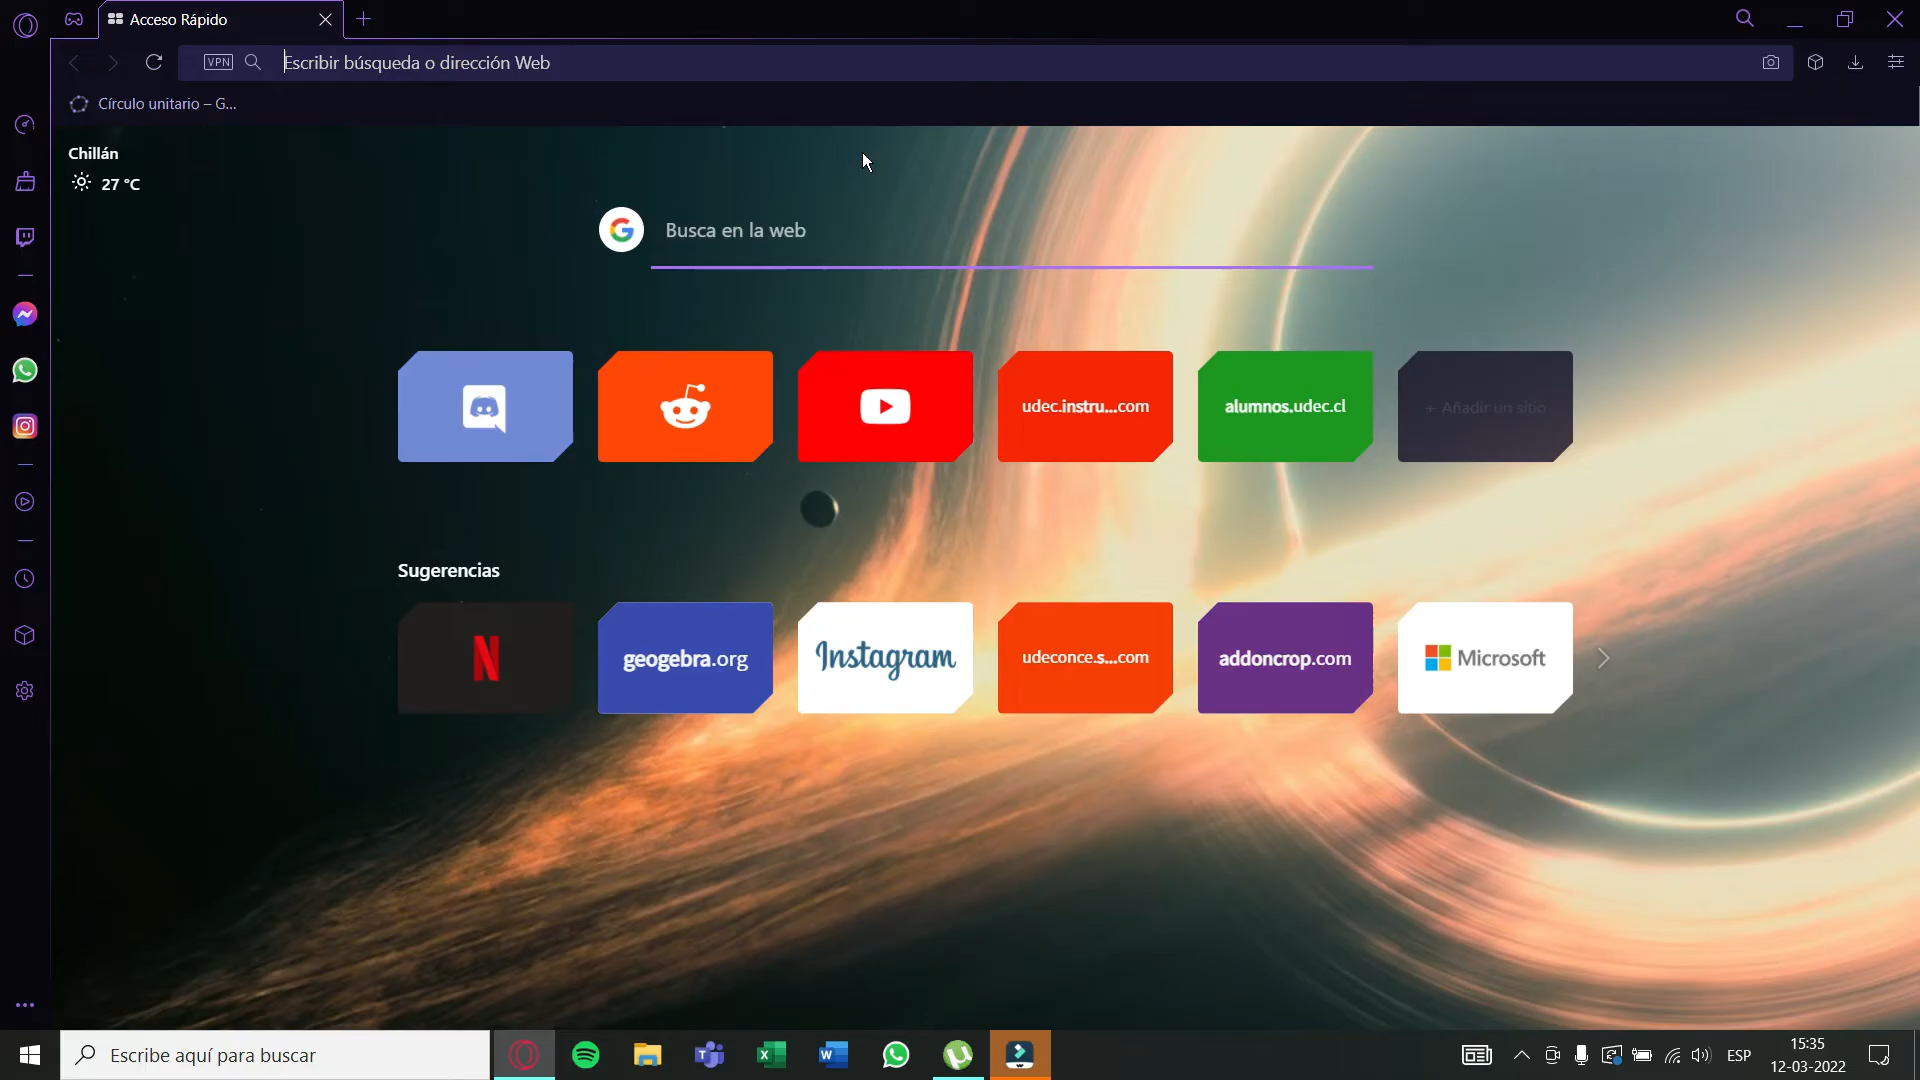 Acceso Rápido
VPN
Escribir búsqueda o dirección Web
Círculo unitario – G...
Chillán
27 °C
G
Busca en la web
udec.instru...com
alumnos.udec.cl
+ Añadir un sitio
Sugerencias
N
geogebra.org
Instagram
udeconce.s...com
addoncrop.com
Microsoft
Escribe aquí para buscar
ESP
15:35
12-03-2022